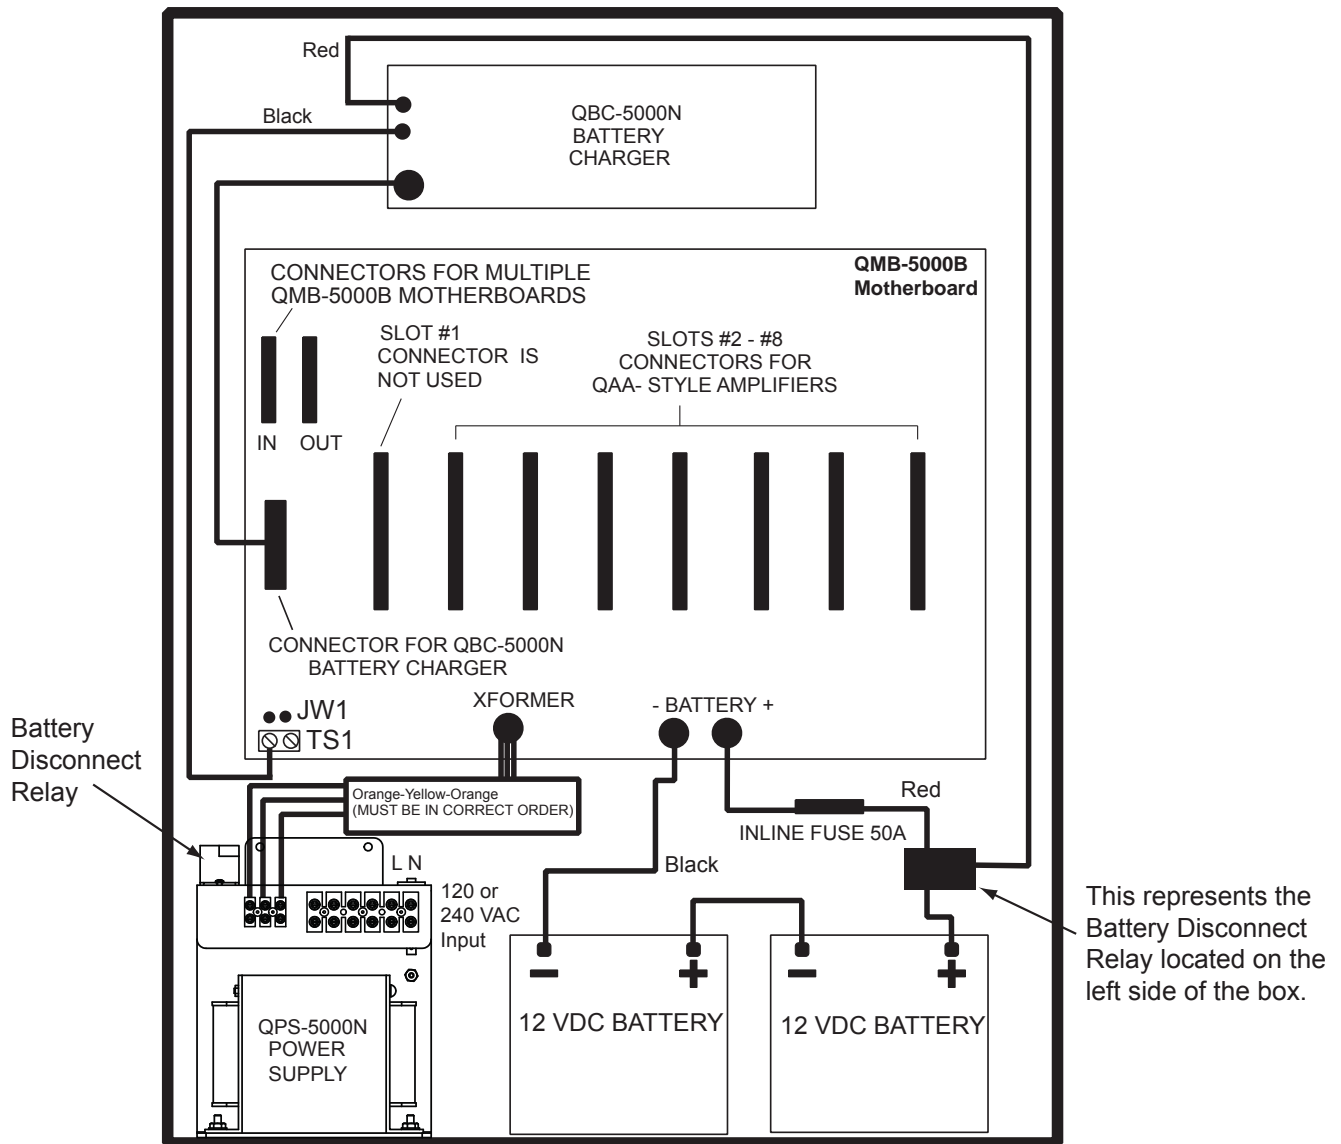 Red
Black
QBC-5000N
BATTERY
CHARGER
QMB-5000B
Motherboard
CONNECTORS FOR MULTIPLE
QMB-5000B MOTHERBOARDS
SLOT #1
CONNECTOR IS
NOT USED
SLOTS #2 - #8
CONNECTORS FOR
QAA- STYLE AMPLIFIERS
IN OUT
CONNECTOR FOR QBC-5000N
BATTERY CHARGER
JW1
TS1
XFORMER
- BATTERY +
Battery
Disconnect
Relay
Orange-Yellow-Orange
(MUST BE IN CORRECT ORDER)
Red
INLINE FUSE 50A
Black
L N
120 or
240 VAC
Input
This represents the
Battery Disconnect
Relay located on the
left side of the box.
QPS-5000N
POWER
SUPPLY
- +
12 VDC BATTERY
- +
12 VDC BATTERY